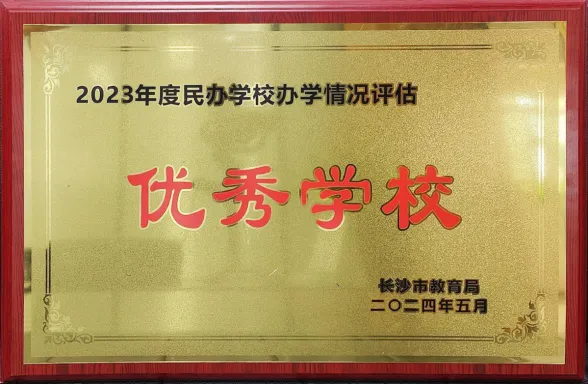 2023年度民办学校办学情况评估
优秀学校
长沙市教育局
二〇二四年五月